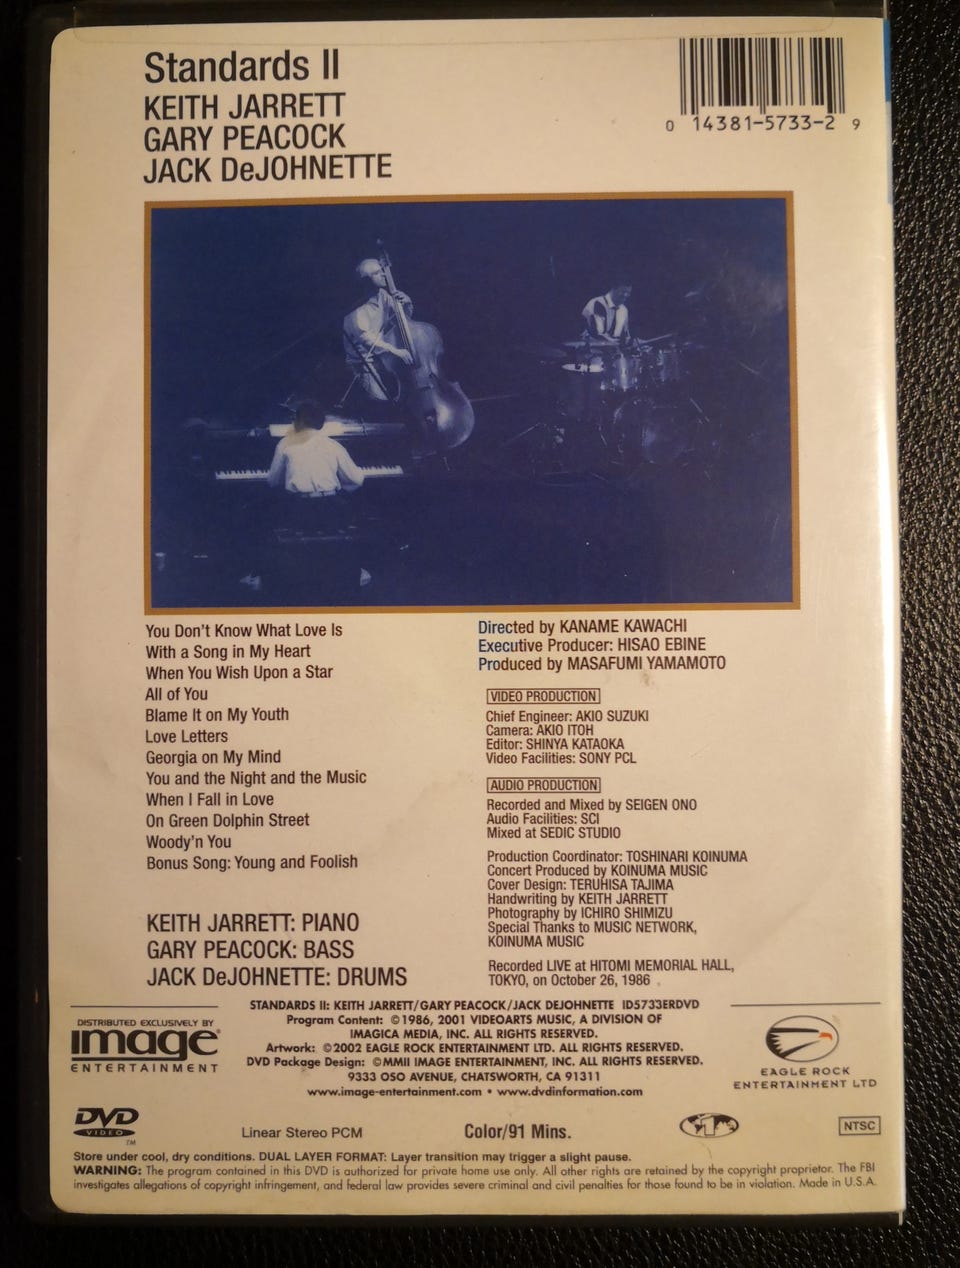 Standards II
KEITH JARRETT
GARY PEACOCK
JACK DeJOHNETTE
0 14381-5733-2 9
You Don't Know What Love Is
With a Song in My Heart
When You Wish Upon a Star
All of You
Blame It on My Youth
Love Letters
Georgia on My Mind
You and the Night and the Music
When I Fall in Love
On Green Dolphin Street
Woody'n You
Bonus Song: Young and Foolish
KEITH JARRETT: PIANO
GARY PEACOCK: BASS
JACK DeJOHNETTE: DRUMS
Directed by KANAME KAWACHI
Executive Producer: HISAO EBINE
Produced by MASAFUMI YAMAMOTO
VIDEO PRODUCTION
Chief Engineer: AKIO SUZUKI
Camera: AKIO ITOH
Editor: SHINYA KATAOKA
Video Facilities: SONY PCL
AUDIO PRODUCTION
Recorded and Mixed by SEIGEN ONO
Audio Facilities: SCI
Mixed at SEDIC STUDIO
Production Coordinator: TOSHINARI KOINUMA
Concert Produced by KOINUMA MUSIC
Cover Design: TERUHISA TAJIMA
Handwriting by KEITH JARRETT
Photography by ICHIRO SHIMIZU
Special Thanks to MUSIC NETWORK,
KOINUMA MUSIC
Recorded LIVE at HITOMI MEMORIAL HALL,
TOKYO, on October 26, 1986
DISTRIBUTED EXCLUSIVELY BY
image®
ENTERTAINMENT
STANDARDS II: KEITH JARRETT/GARY PEACOCK/JACK DEJOHNETTE ID5733ERDVD
Program Content: ©1986, 2001 VIDEOARTS MUSIC, A DIVISION OF
IMAGICA MEDIA, INC. ALL RIGHTS RESERVED.
Artwork: ©2002 EAGLE ROCK ENTERTAINMENT LTD. ALL RIGHTS RESERVED.
DVD Package Design: ©MMII IMAGE ENTERTAINMENT, INC. ALL RIGHTS RESERVED.
9333 OSO AVENUE, CHATSWORTH, CA 91311
www.image-entertainment.com • www.dvdinformation.com
EAGLE ROCK
ENTERTAINMENT LTD
DVD
VIDEO
TM
Linear Stereo PCM
Color/91 Mins.
1
NTSC
Store under cool, dry conditions. DUAL LAYER FORMAT: Layer transition may trigger a slight pause.
WARNING: The program contained in this DVD is authorized for private home use only. All other rights are retained by the copyright proprietor. The FBI
investigates allegations of copyright infringement, and federal law provides severe criminal and civil penalties for those found to be in violation. Made in U.S.A.